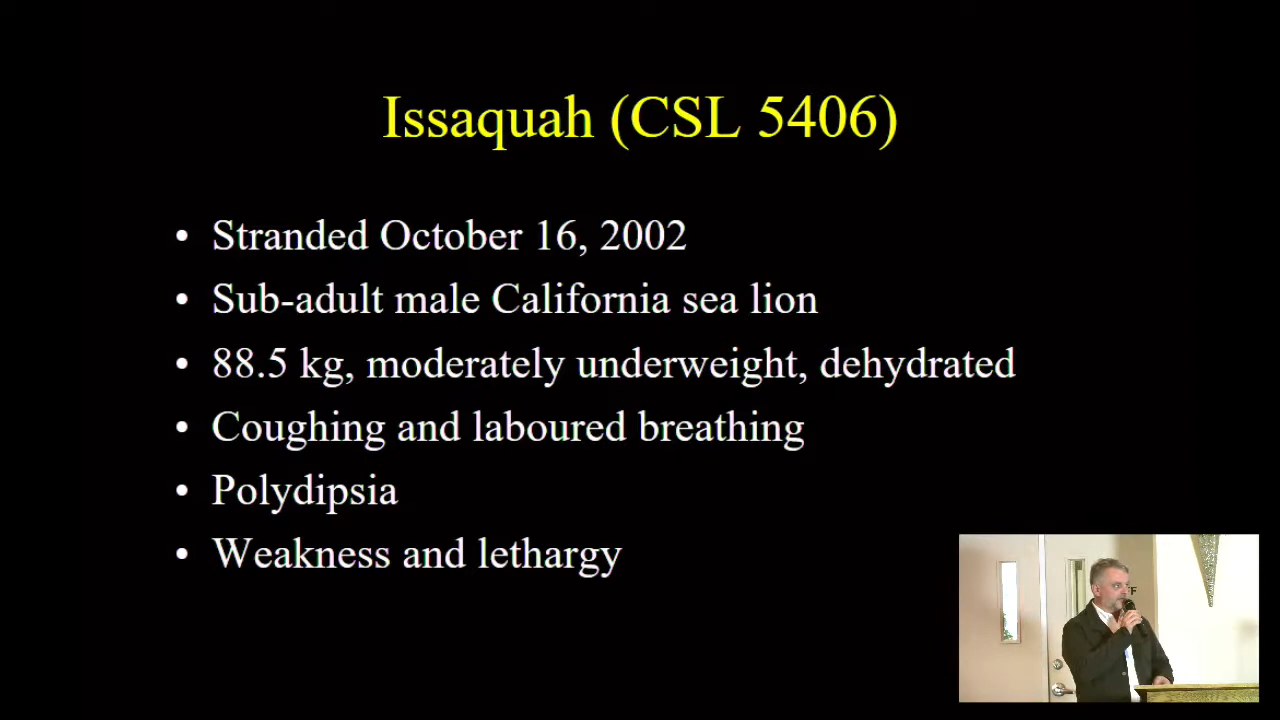 Issaquah (CSL 5406)
• Stranded October 16, 2002
• Sub-adult male California sea lion
• 88.5 kg, moderately underweight, dehydrated
• Coughing and laboured breathing
• Polydipsia
• Weakness and lethargy